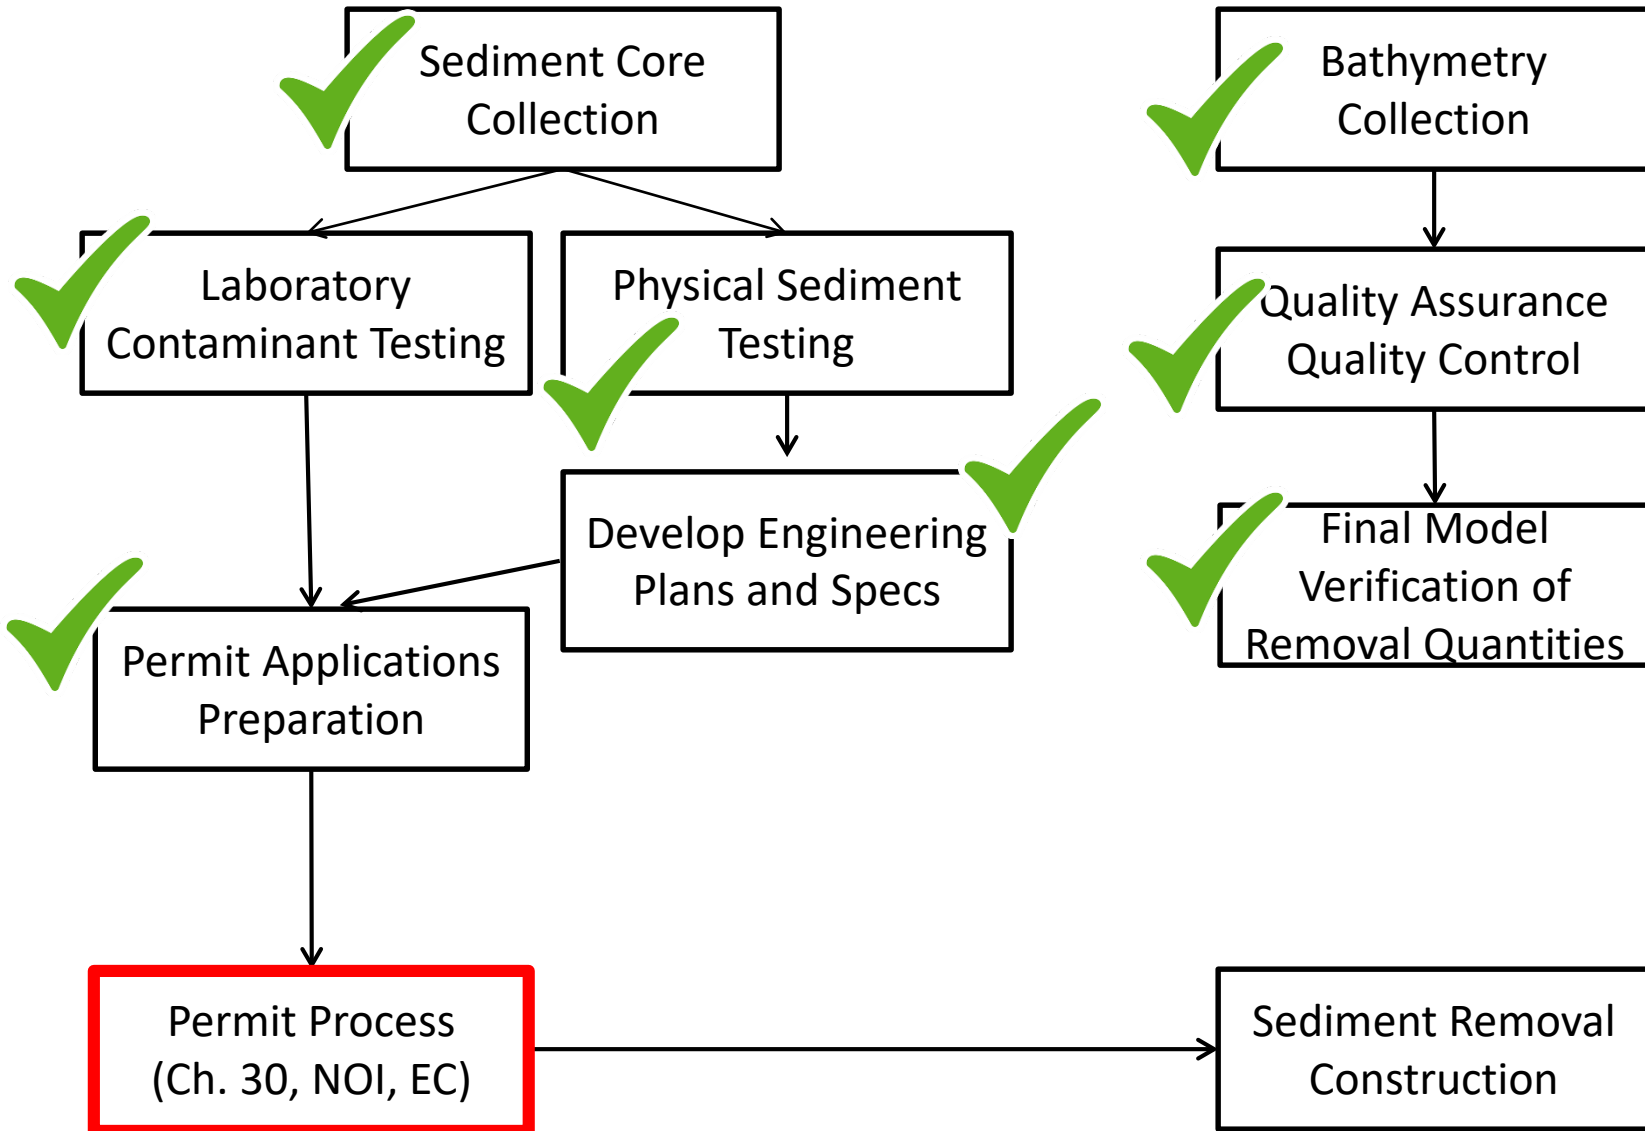 Sediment Core
Collection
Bathymetry
Collection
Laboratory
Contaminant Testing
Physical Sediment
Testing
Quality Assurance
Quality Control
Develop Engineering
Plans and Specs
Final Model
Verification of
Removal Quantities
Permit Applications
Preparation
Permit Process
(Ch. 30, NOI, EC)
Sediment Removal
Construction